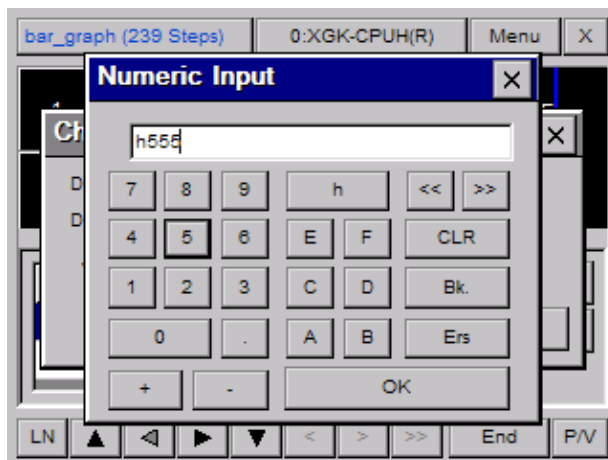 bar_graph (239 Steps) 0:XGK-CPUH(R) Menu X
Numeric Input ×
Ch ×
h555
D 7 8 9 h << >>
D 4 5 6 E F CLR
1 2 3 C D Bk.
0 . A B Ers
+ - OK
LN ▲ ◁ ▶ ▼ < > >> End P/V